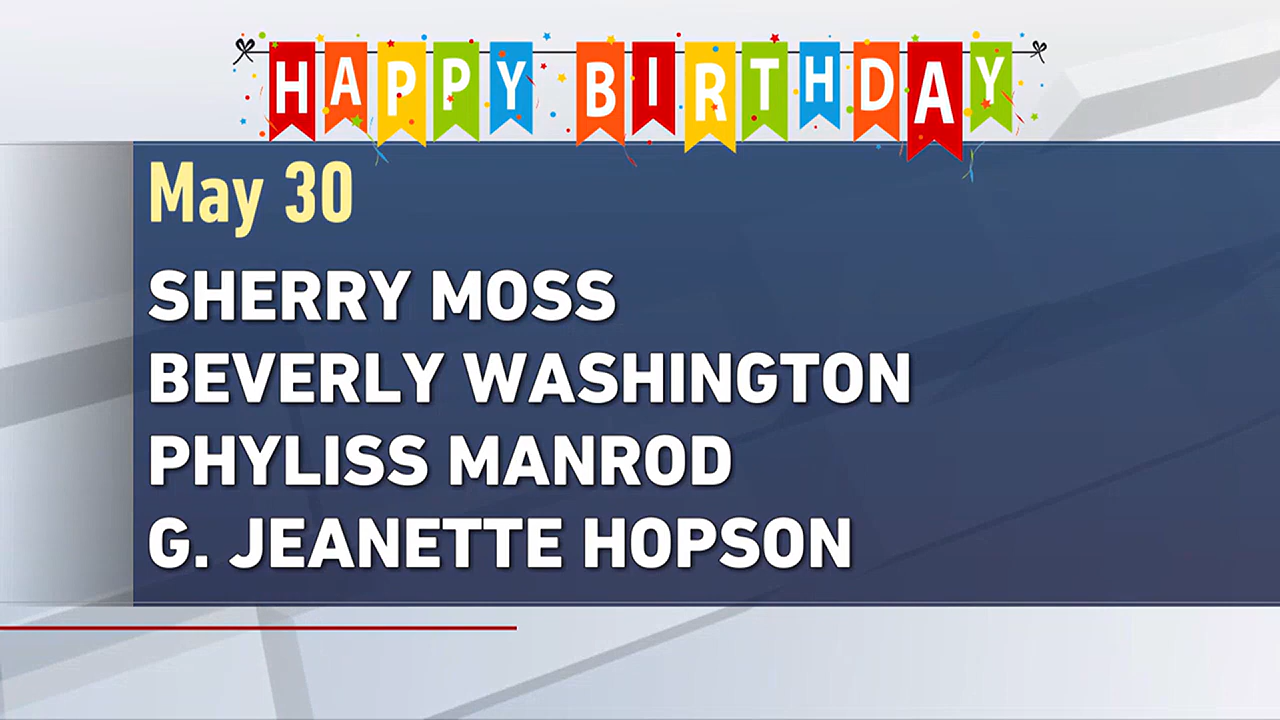 HAPPY BIRTHDAY
May 30
SHERRY MOSS
BEVERLY WASHINGTON
PHYLISS MANROD
G. JEANETTE HOPSON